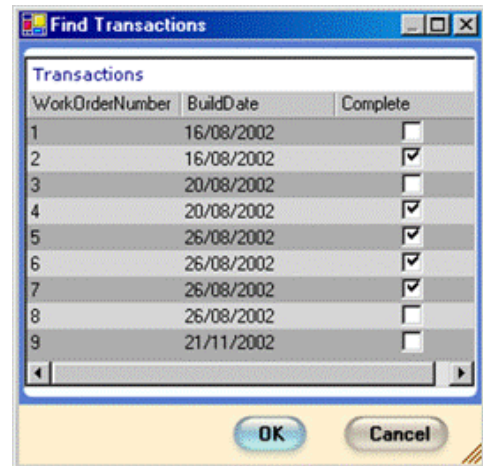 Find Transactions
Transactions
WorkOrderNumber BuildDate Complete
1 16/08/2002
2 16/08/2002
3 20/08/2002
4 20/08/2002
5 26/08/2002
6 26/08/2002
7 26/08/2002
8 26/08/2002
9 21/11/2002
OK Cancel